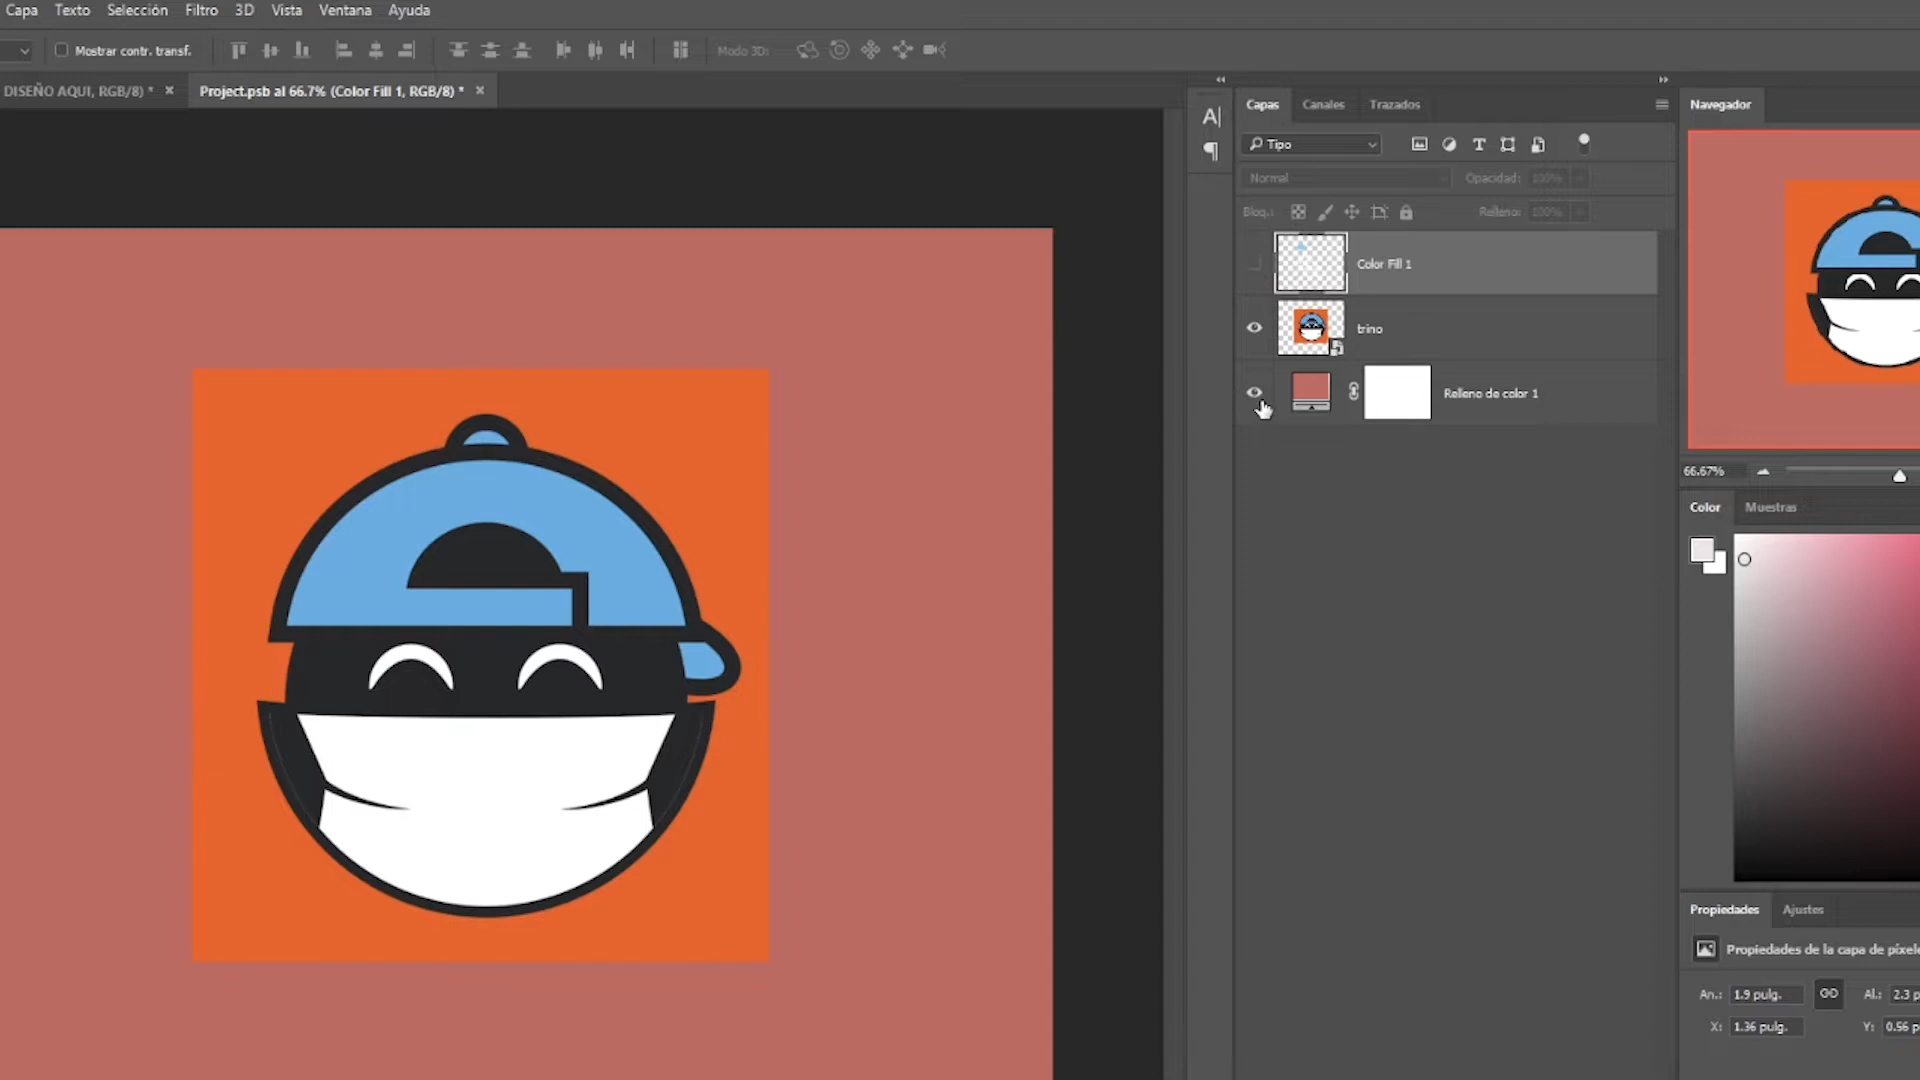 Capa Texto Selección Filtro 3D Vista Ventana Ayuda
Mostrar contr. transf. Modo 3D:
DISEÑO AQUI, RGB/8) * × Project.psb al 66.7% (Color Fill 1, RGB/8) * ×
Capas Canales Trazados
Tipo
Normal Opacidad: 100%
Bloq.: Relleno: 100%
Color Fill 1
trino
Relleno de color 1
Navegador
66.67%
Color Muestras
Propiedades Ajustes
Propiedades de la capa de píxele
An.: 1.9 pulg. Al.: 2.3 p
X: 1.36 pulg. Y: 0.56 p